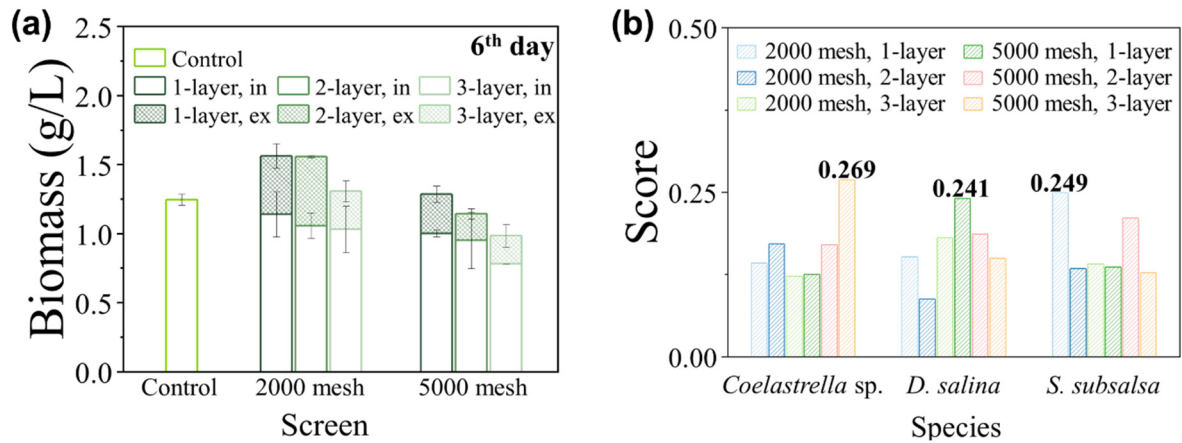 (a)
Biomass (g/L)
2.5
2.0
1.5
1.0
0.5
0.0
6th day
Control
1-layer, in 2-layer, in 3-layer, in
1-layer, ex 2-layer, ex 3-layer, ex
Control 2000 mesh 5000 mesh
Screen
(b)
Score
0.50
0.25
0.00
2000 mesh, 1-layer 5000 mesh, 1-layer
2000 mesh, 2-layer 5000 mesh, 2-layer
2000 mesh, 3-layer 5000 mesh, 3-layer
0.269
0.241
0.249
Coelastrella sp. D. salina S. subsalsa
Species